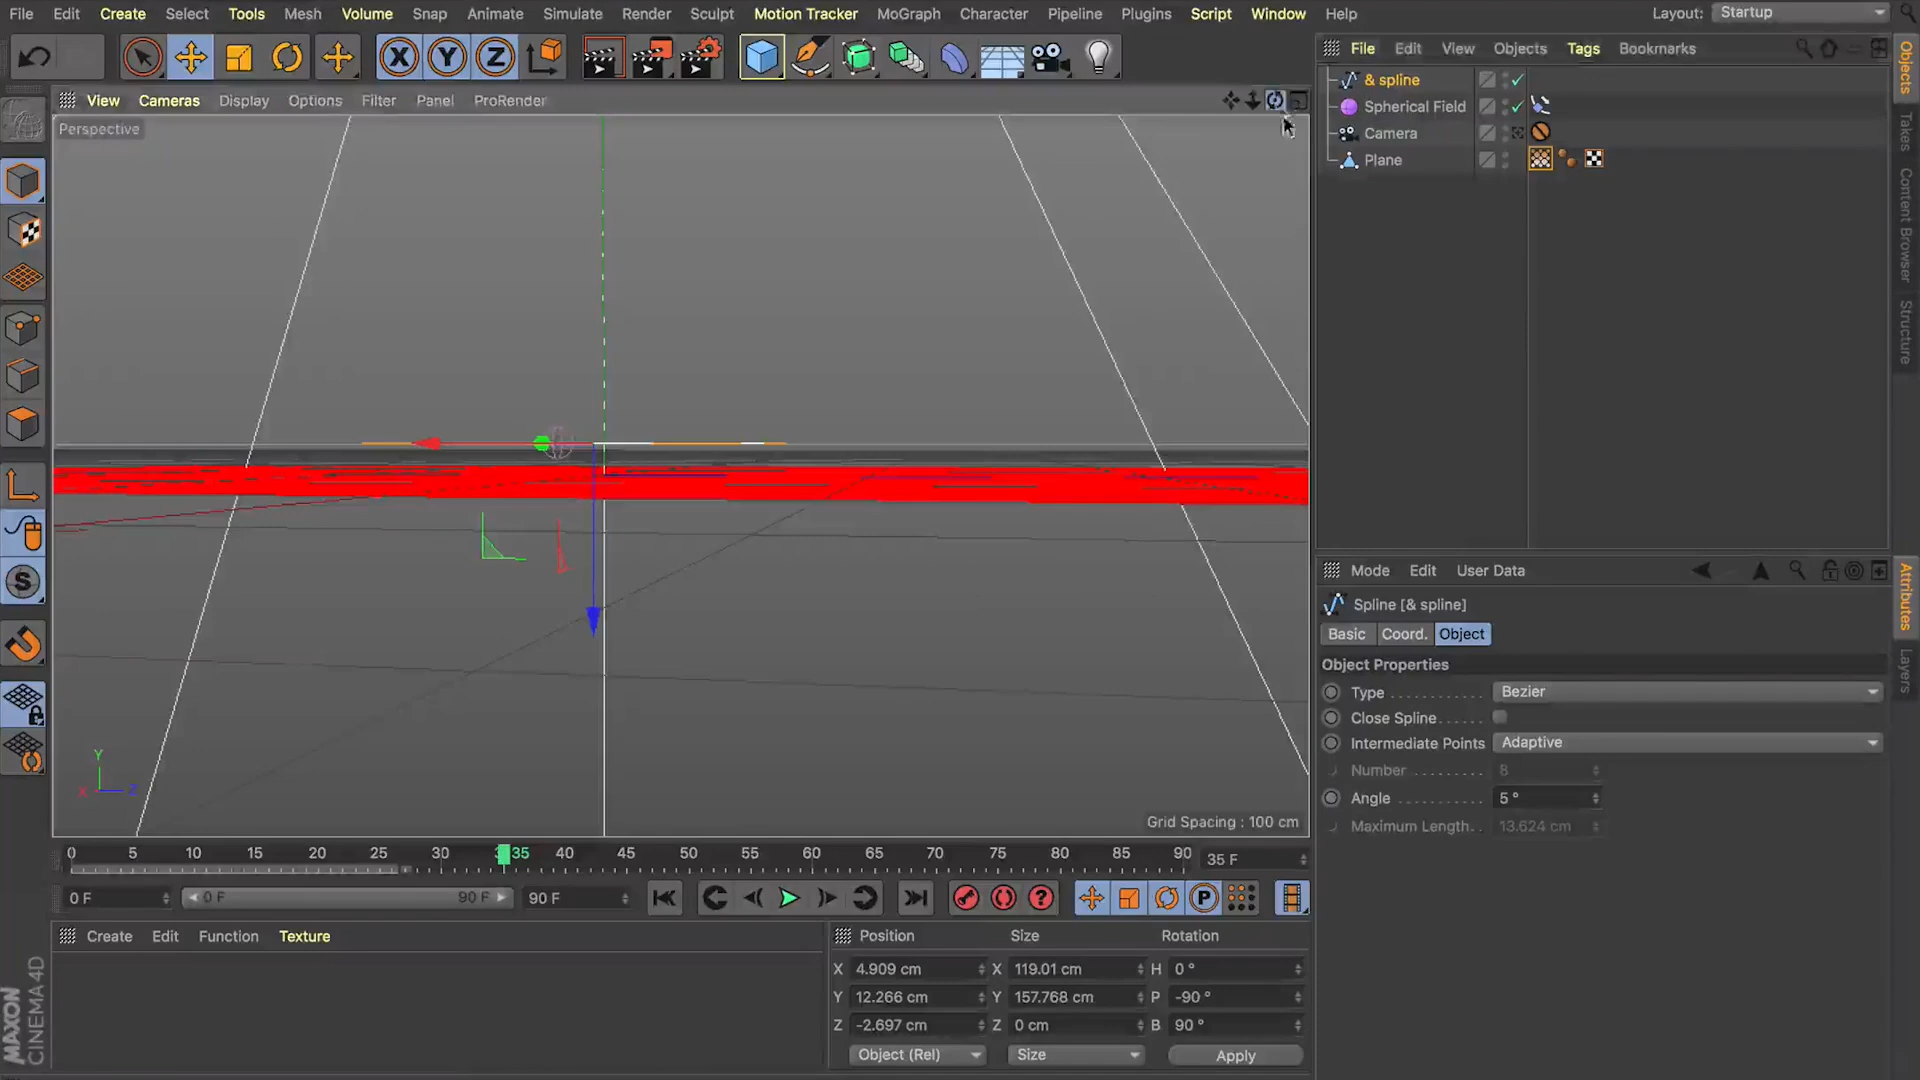 File Edit Select Create Tools Mesh Volume Snap Animate Simulate Render Sculpt Motion Tracker MoGraph Character Pipeline Plugins Script Window Help
Layout: Startup
X Y Z
File Edit View Objects Tags Bookmarks
View Cameras Display Options Filter Panel ProRender
Perspective
& spline
Spherical Field
Camera
Plane
Objects
Takes
Content Browser
Structure
Mode Edit User Data
Spline [& spline]
Basic Coord. Object
Object Properties
Type Bezier
Close Spline
Intermediate Points Adaptive
Number 8
Angle 5 °
Maximum Length 13.624 cm
Attributes
Layers
S
Y
X Z
Grid Spacing : 100 cm
0 5 10 15 20 25 30 35 40 45 50 55 60 65 70 75 80 85 90
35 F
0 F 0 F 90 F 90 F
P
Create Edit Function Texture
Position Size Rotation
X 4.909 cm X 119.01 cm H 0 °
Y 12.266 cm Y 157.768 cm P -90 °
Z -2.697 cm Z 0 cm B 90 °
Object (Rel) Size Apply
MAXON
CINEMA 4D